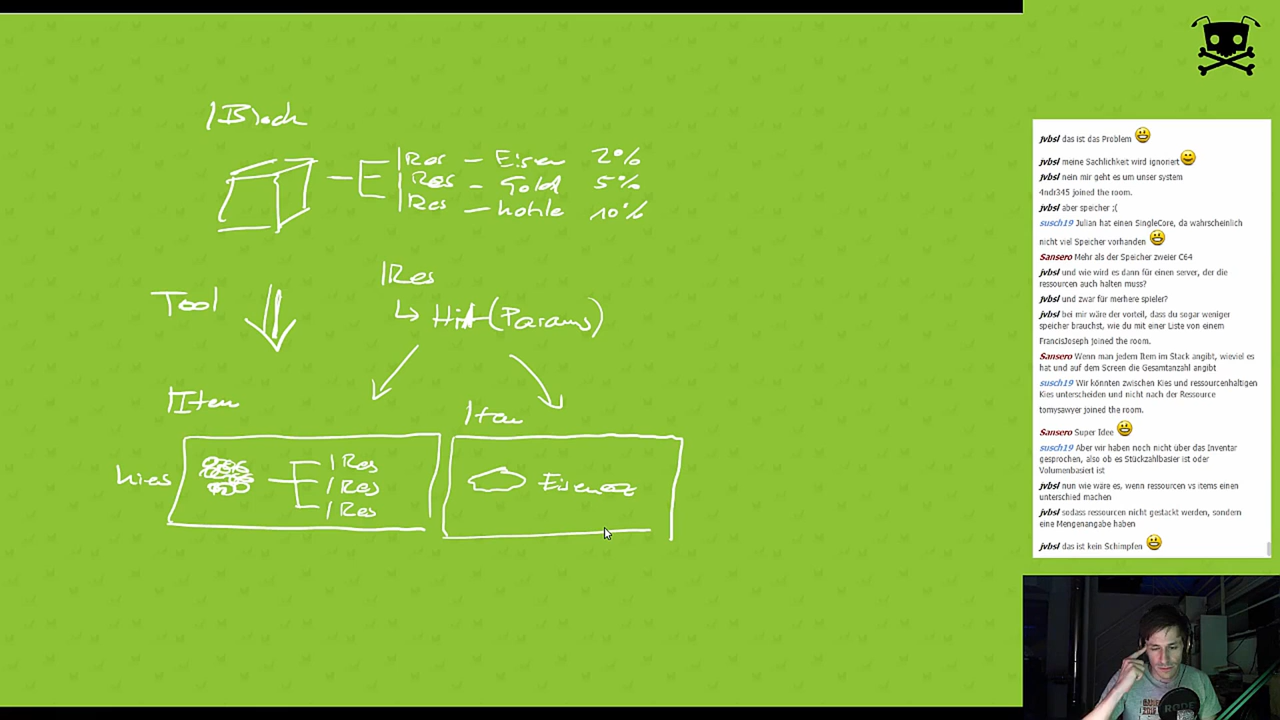 IBlock
IRes - Eisen 2%
IRes - Gold 5%
IRes - Kohle 10%
Tool
IRes
↳ Hit(Params)
IItem
Item
Kies
IRes
IRes
IRes
Eisenerz
RODE
jvbsl das ist das Problem
jvbsl meine Sachlichkeit wird ignoriert
jvbsl nein mir geht es um unser system
4ndr345 joined the room.
jvbsl aber speicher ;(
susch19 Julian hat einen SingleCore, da wahrscheinlich
nicht viel Speicher vorhanden
Sansero Mehr als der Speicher zweier C64
jvbsl und wie wird es dann für einen server, der die
ressourcen auch halten muss?
jvbsl und zwar für merhere spieler?
jvbsl bei mir wäre der vorteil, dass du sogar weniger
speicher brauchst, wie du mit einer Liste von einem
FrancisJoseph joined the room.
Sansero Wenn man jedem Item im Stack angibt, wieviel es
hat und auf dem Screen die Gesamtanzahl angibt
susch19 Wir könnten zwischen Kies und ressourcenhaltigen
Kies unterscheiden und nicht nach der Ressource
tomysawyer joined the room.
Sansero Super Idee
susch19 Aber wir haben noch nicht über das Inventar
gesprochen, also ob es Stückzahlbasier ist oder
Volumenbasiert ist
jvbsl nun wie wäre es, wenn ressourcen vs items einen
unterschied machen
jvbsl sodass ressourcen nicht gestackt werden, sondern
eine Mengenangabe haben
jvbsl das ist kein Schimpfen